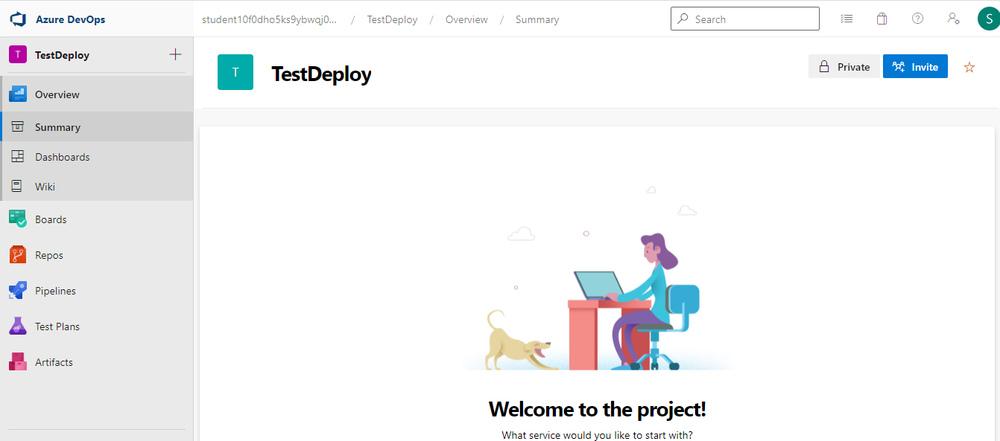 Azure DevOps
student10f0dho5ks9ybwqj0... / TestDeploy / Overview / Summary
Search
S
T TestDeploy
Overview
Summary
Dashboards
Wiki
Boards
Repos
Pipelines
Test Plans
Artifacts
T TestDeploy
Private
Invite
Welcome to the project!
What service would you like to start with?